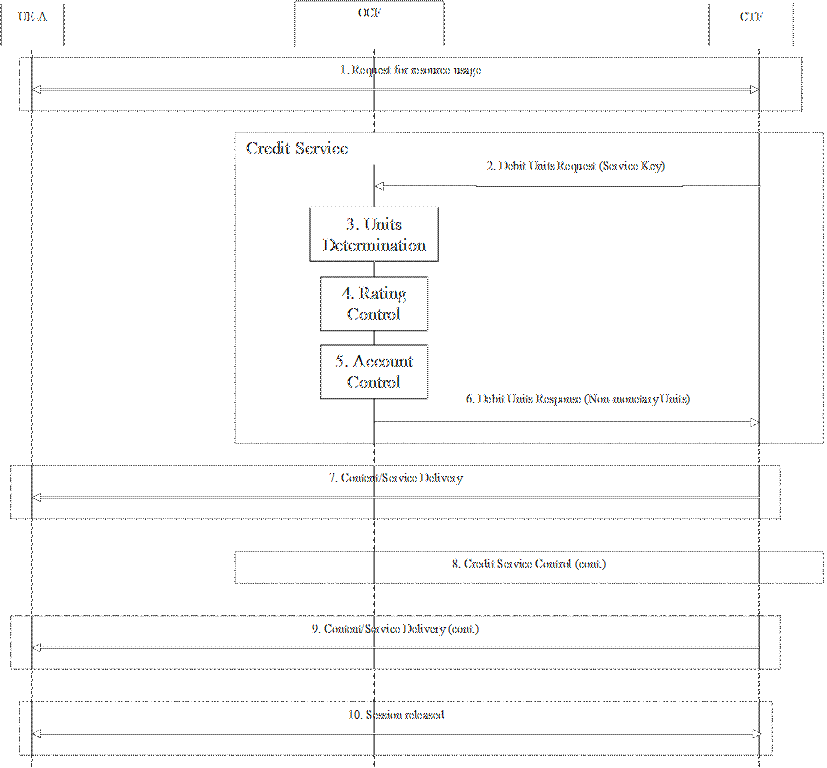 UE-A
OCF
CTF
1. Request for resource usage
Credit Service
2. Debit Units Request (Service Key)
3. Units
Determination
4. Rating
Control
5. Account
Control
6. Debit Units Response (Non-monetary Units)
7. Content/Service Delivery
8. Credit Service Control (cont.)
9. Content/Service Delivery (cont.)
10. Session released